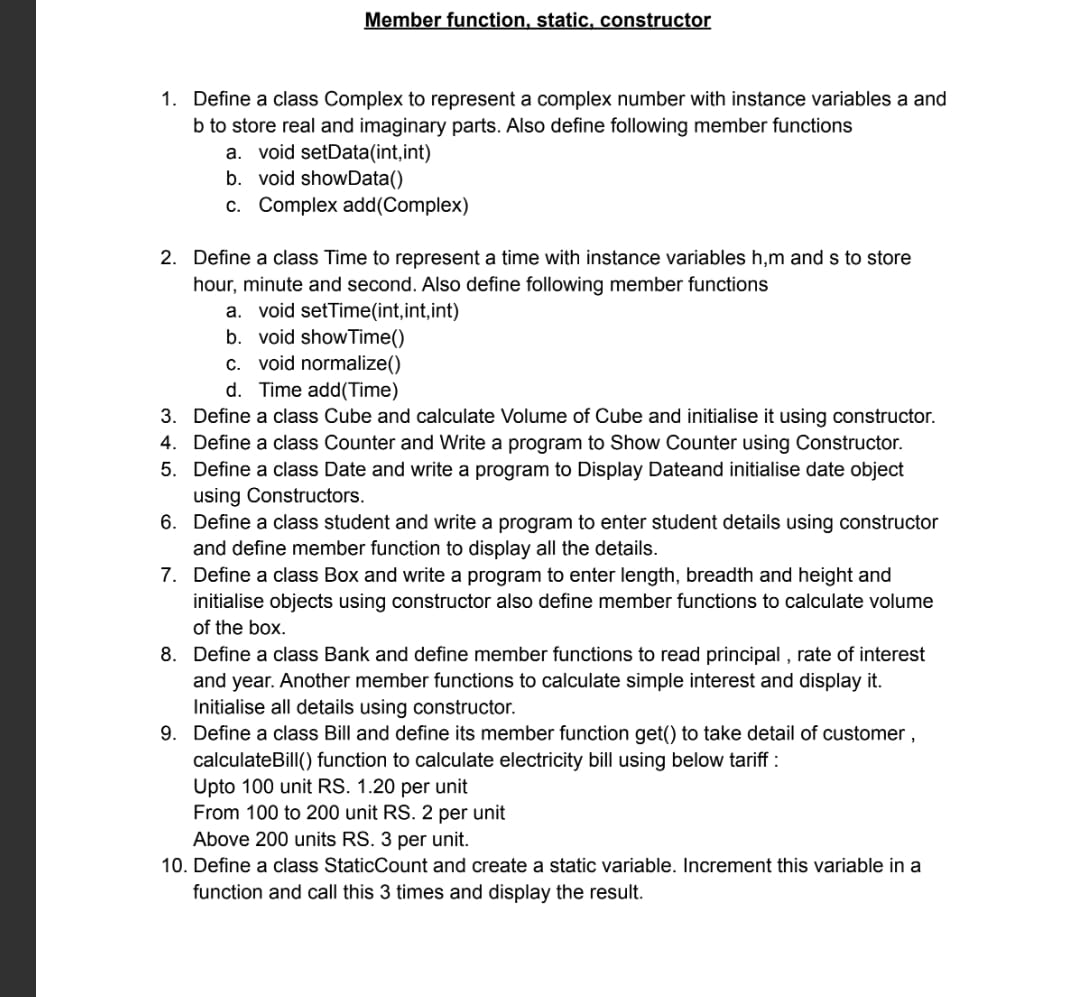 Member function, static, constructor
1. Define a class Complex to represent a complex number with instance variables a and
b to store real and imaginary parts. Also define following member functions
a. void setData(int,int)
b. void showData()
c. Complex add(Complex)
2. Define a class Time to represent a time with instance variables h,m and s to store
hour, minute and second. Also define following member functions
a. void setTime(int,int,int)
b. void showTime()
c. void normalize()
d. Time add(Time)
3. Define a class Cube and calculate Volume of Cube and initialise it using constructor.
4. Define a class Counter and Write a program to Show Counter using Constructor.
5. Define a class Date and write a program to Display Dateand initialise date object
using Constructors.
6. Define a class student and write a program to enter student details using constructor
and define member function to display all the details.
7. Define a class Box and write a program to enter length, breadth and height and
initialise objects using constructor also define member functions to calculate volume
of the box.
8. Define a class Bank and define member functions to read principal , rate of interest
and year. Another member functions to calculate simple interest and display it.
Initialise all details using constructor.
9. Define a class Bill and define its member function get() to take detail of customer ,
calculateBill() function to calculate electricity bill using below tariff :
Upto 100 unit RS. 1.20 per unit
From 100 to 200 unit RS. 2 per unit
Above 200 units RS. 3 per unit.
10. Define a class StaticCount and create a static variable. Increment this variable in a
function and call this 3 times and display the result.